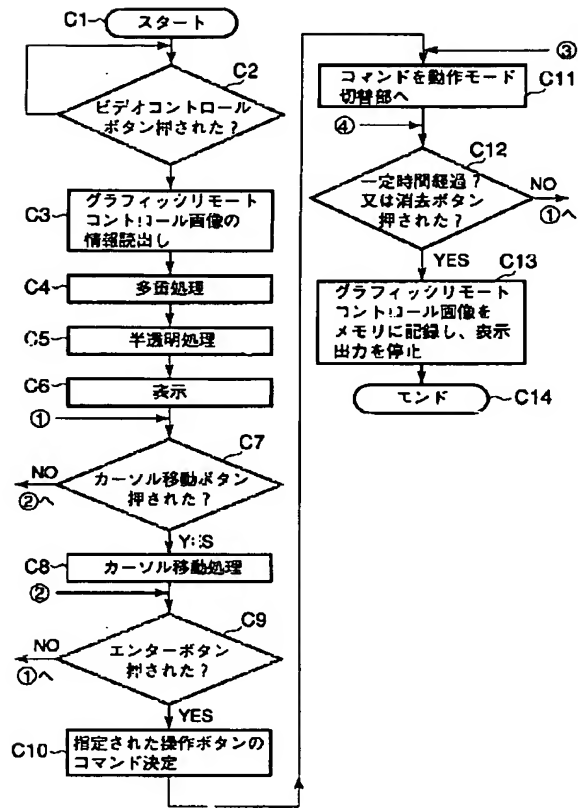 C1
スタート
C2
ビデオコントロール
ボタン押された？
C3
グラフィッシリモート
コントロール画像の
情報読出し
C4
多重処理
C5
半透明処理
C6
表示
①
C7
NO
②へ
カーソル移動ボタン
押された？
YES
C8
カーソル移動処理
②
C9
NO
①へ
エンターボタン
押された？
YES
C10
指定された操作ボタンの
コマンド決定
③
コマンドを動作モード
切替部へ
C11
④
C12
一定時間経過？
又は消去ボタン
押された？
NO
①へ
YES
C13
グラフィッシリモート
コントロール画像を
メモリに記録し、表示
出力を停止
エンド
C14